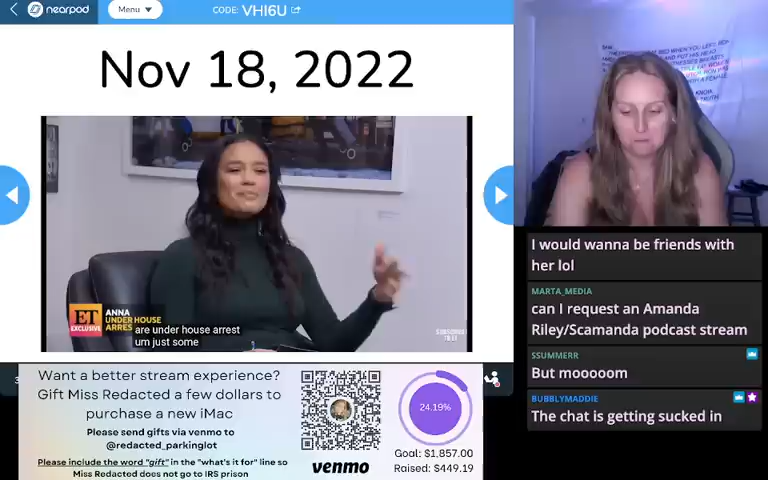 nearpod
Menu
CODE: VHI6U
Nov 18, 2022
ET
EXCLUSIVE
ANNA
UNDER HOUSE
ARRES
are under house arrest
um just some
Want a better stream experience?
Gift Miss Redacted a few dollars to
purchase a new iMac
Please send gifts via venmo to
@redacted_parkinglot
Please include the word "gift" in the "what's it for" line so
Miss Redacted does not go to IRS prison
venmo
24.19%
Goal: $1,857.00
Raised: $449.19
I would wanna be friends with
her lol
MARTA_MEDIA
can I request an Amanda
Riley/Scamanda podcast stream
SSUMMERR
But mooooom
BUBBLYMADDIE
The chat is getting sucked in